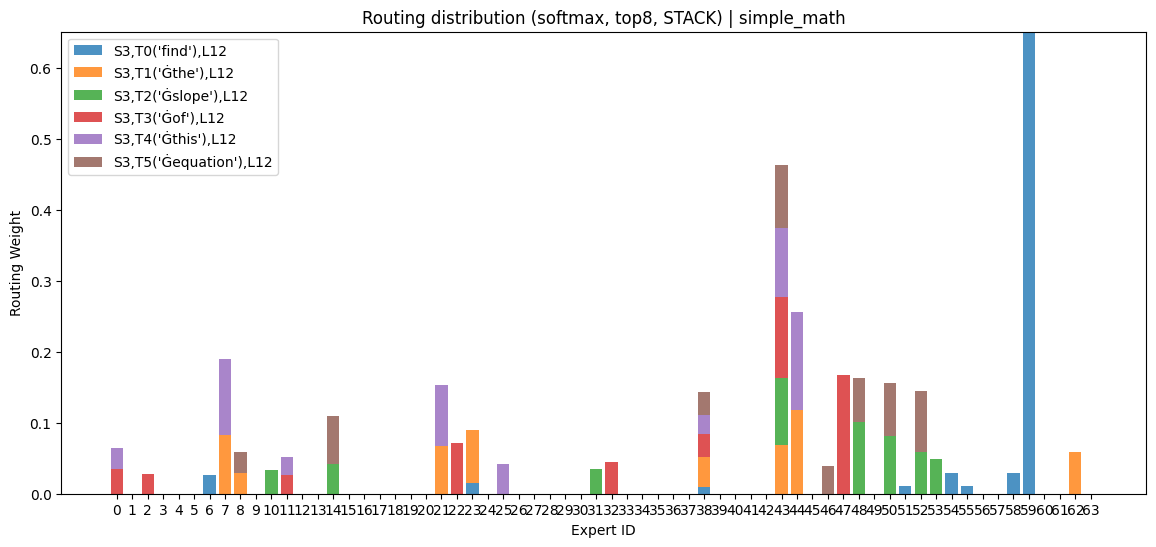 Routing distribution (softmax, top8, STACK) | simple_math
S3,T0('find'),L12
S3,T1('Ġthe'),L12
S3,T2('Ġslope'),L12
S3,T3('Ġof'),L12
S3,T4('Ġthis'),L12
S3,T5('Ġequation'),L12
0.6
0.5
0.4
0.3
0.2
0.1
0.0
Routing Weight
0 1 2 3 4 5 6 7 8 9 10 11 12 13 14 15 16 17 18 19 20 21 22 23 24 25 26 27 28 29 30 31 32 33 34 35 36 37 38 39 40 41 42 43 44 45 46 47 48 49 50 51 52 53 54 55 56 57 58 59 60 61 62 63
Expert ID